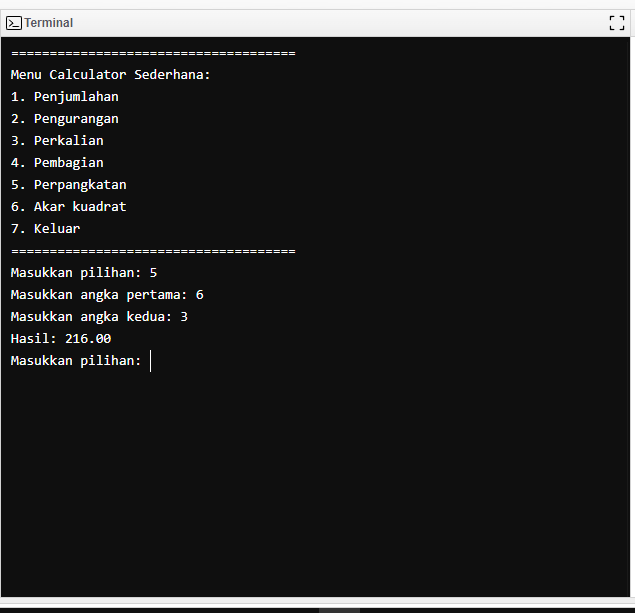 Terminal
=====================================
Menu Calculator Sederhana:
1. Penjumlahan
2. Pengurangan
3. Perkalian
4. Pembagian
5. Perpangkatan
6. Akar kuadrat
7. Keluar
=====================================
Masukkan pilihan: 5
Masukkan angka pertama: 6
Masukkan angka kedua: 3
Hasil: 216.00
Masukkan pilihan: